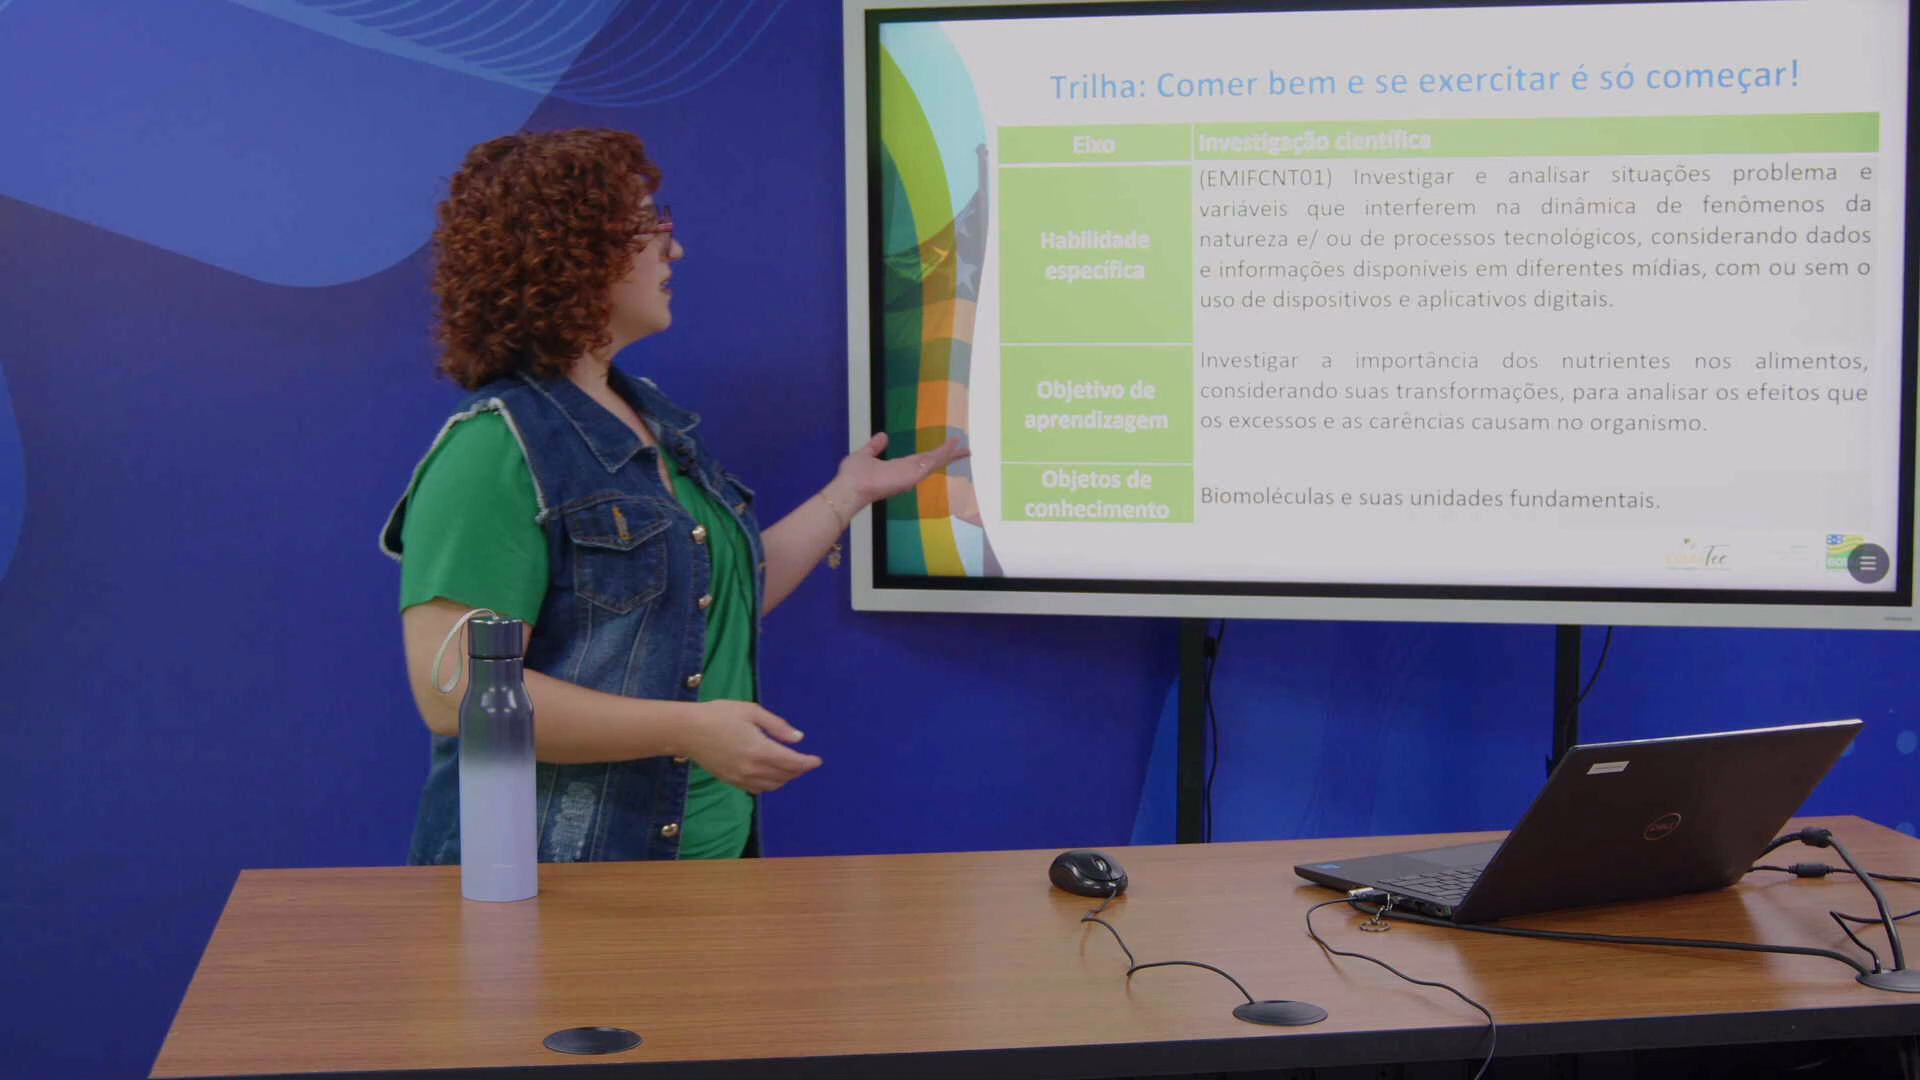 Trilha: Comer bem e se exercitar é só começar!
Eixo
Investigação científica
Habilidade
específica
(EMIFCNT01) Investigar e analisar situações problema e
variáveis que interferem na dinâmica de fenômenos da
natureza e/ ou de processos tecnológicos, considerando dados
e informações disponíveis em diferentes mídias, com ou sem o
uso de dispositivos e aplicativos digitais.
Objetivo de
aprendizagem
Investigar a importância dos nutrientes nos alimentos,
considerando suas transformações, para analisar os efeitos que
os excessos e as carências causam no organismo.
Objetos de
conhecimento
Biomoléculas e suas unidades fundamentais.
Tec
DELL